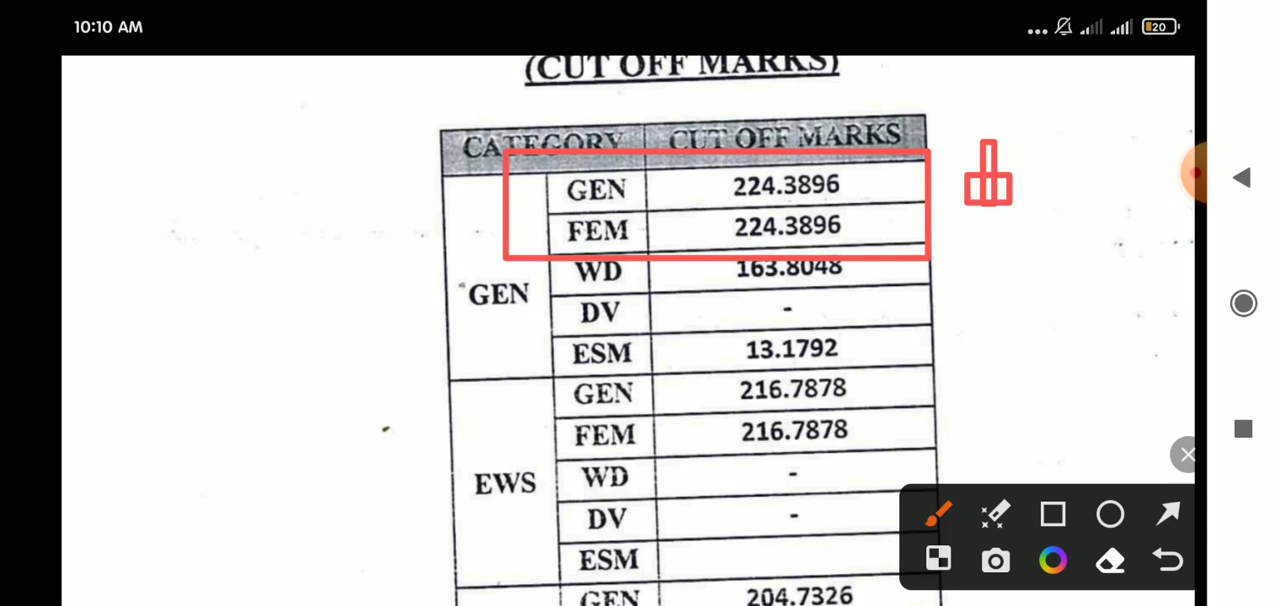 10:10 AM
20
(CUT OFF MARKS)
CATEGORY CUT OFF MARKS
GEN 224.3896
FEM 224.3896
WD 163.8048
GEN
DV -
ESM 13.1792
GEN 216.7878
FEM 216.7878
EWS
WD -
DV -
ESM
GEN 204.7326